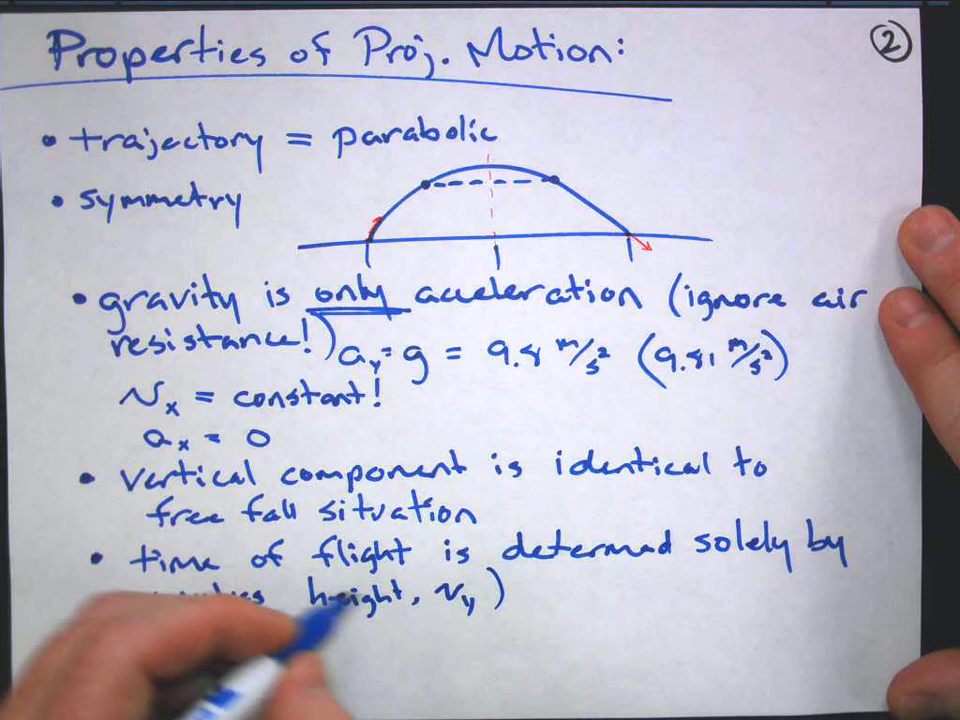 Properties of Proj. Motion:
2
• trajectory = parabolic
• symmetry
• gravity is only acceleration (ignore air
resistance!) ay = g = 9.8 m/s² (9.81 m/s²)
Vx = constant!
ax = 0
• vertical component is identical to
free fall situation
• time of flight is determed solely by
height, vy)